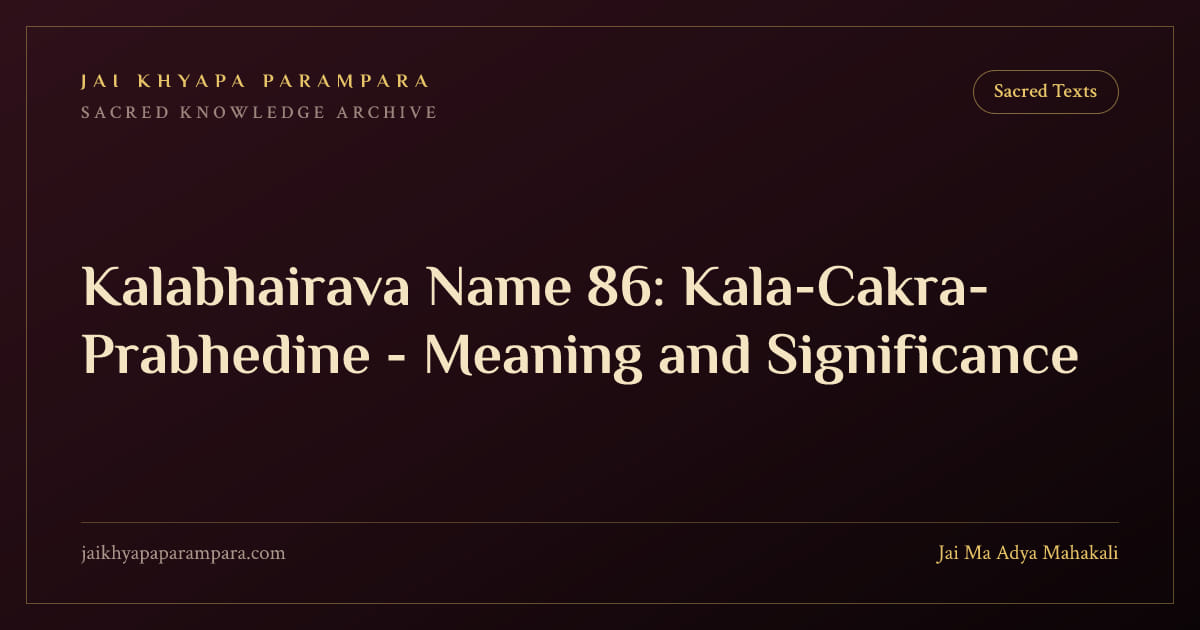 JAI KHYAPA PARAMPARA
SACRED KNOWLEDGE ARCHIVE
Sacred Texts
Kalabhairava Name 86: Kala-Cakra-
Prabhedine - Meaning and Significance
jaikhyapaparampara.com
Jai Ma Adya Mahakali